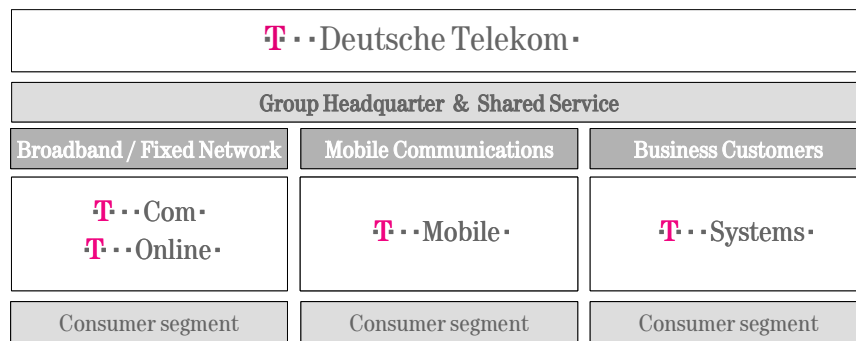 T··Deutsche Telekom·
Group Headquarter & Shared Service
Broadband / Fixed Network
Mobile Communications
Business Customers
·T···Com·
·T···Online·
·T···Mobile·
·T···Systems·
Consumer segment
Consumer segment
Consumer segment